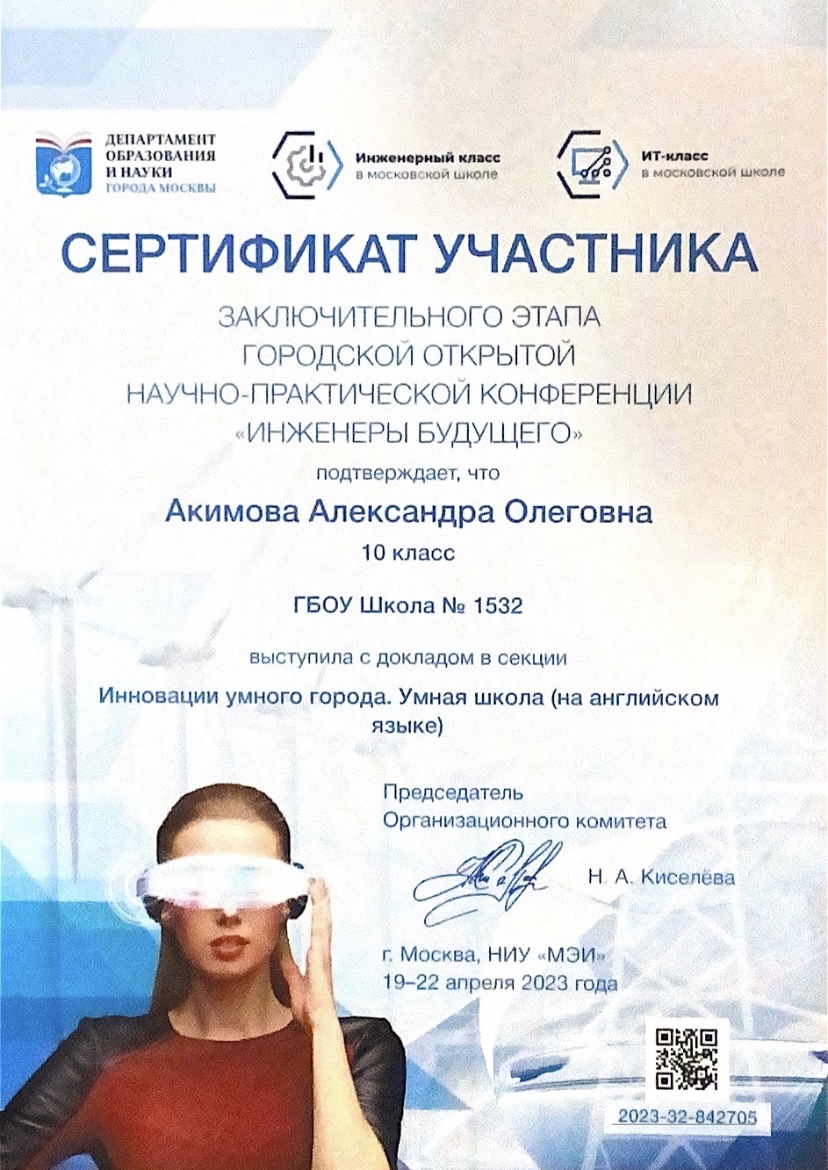 ДЕПАРТАМЕНТ
ОБРАЗОВАНИЯ
И НАУКИ
ГОРОДА МОСКВЫ
Инженерный класс
в московской школе
ИТ-класс
в московской школе
СЕРТИФИКАТ УЧАСТНИКА
ЗАКЛЮЧИТЕЛЬНОГО ЭТАПА
ГОРОДСКОЙ ОТКРЫТОЙ
НАУЧНО-ПРАКТИЧЕСКОЙ КОНФЕРЕНЦИИ
«ИНЖЕНЕРЫ БУДУЩЕГО»
подтверждает, что
Акимова Александра Олеговна
10 класс
ГБОУ Школа № 1532
выступила с докладом в секции
Инновации умного города. Умная школа (на английском
языке)
Председатель
Организационного комитета
Н. А. Киселёва
г. Москва, НИУ «МЭИ»
19–22 апреля 2023 года
2023-32-842705